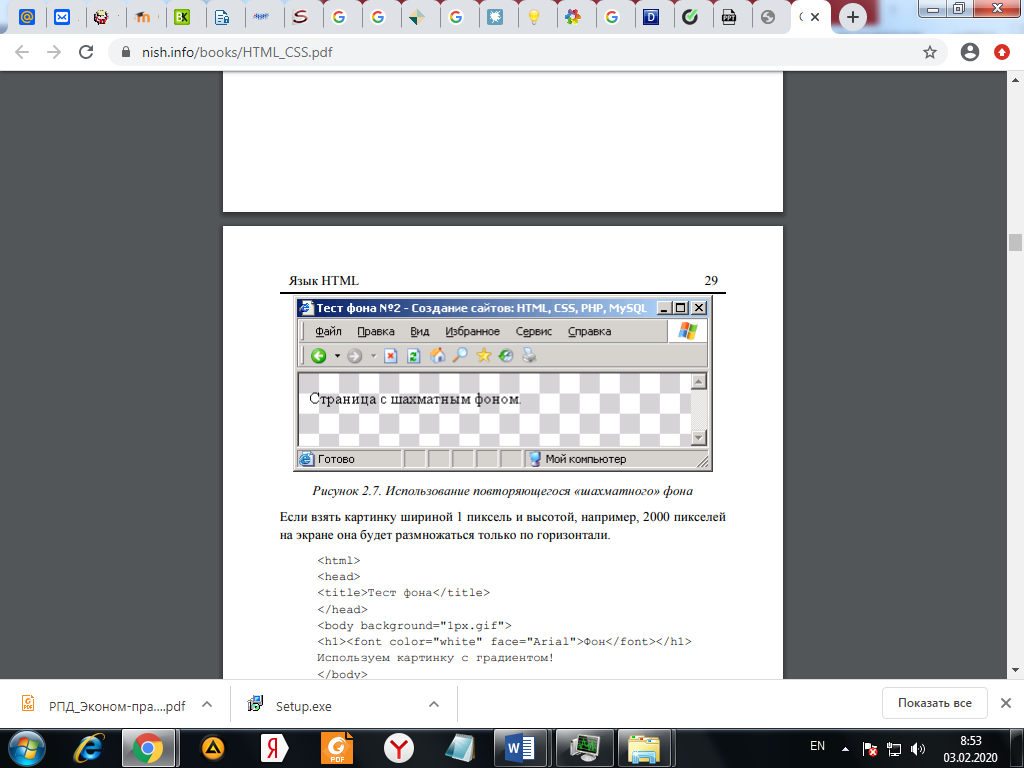 nish.info/books/HTML_CSS.pdf
Язык HTML 29
Тест фона №2 - Создание сайтов: HTML, CSS, PHP, MySQL
Файл Правка Вид Избранное Сервис Справка
Страница с шахматным фоном.
Готово Мой компьютер
Рисунок 2.7. Использование повторяющегося «шахматного» фона
Если взять картинку шириной 1 пиксель и высотой, например, 2000 пикселей
на экране она будет размножаться только по горизонтали.
<html>
<head>
<title>Тест фона</title>
</head>
<body background="1px.gif">
<h1><font color="white" face="Arial">Фон</font></h1>
Используем картинку с градиентом!
</body>
РПД_Эконом-пра....pdf Setup.exe Показать все
EN 8:53
03.02.2020